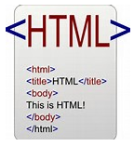 <HTML>
<html>
<title>HTML</title>
<body>
This is HTML!
</body>
</html>